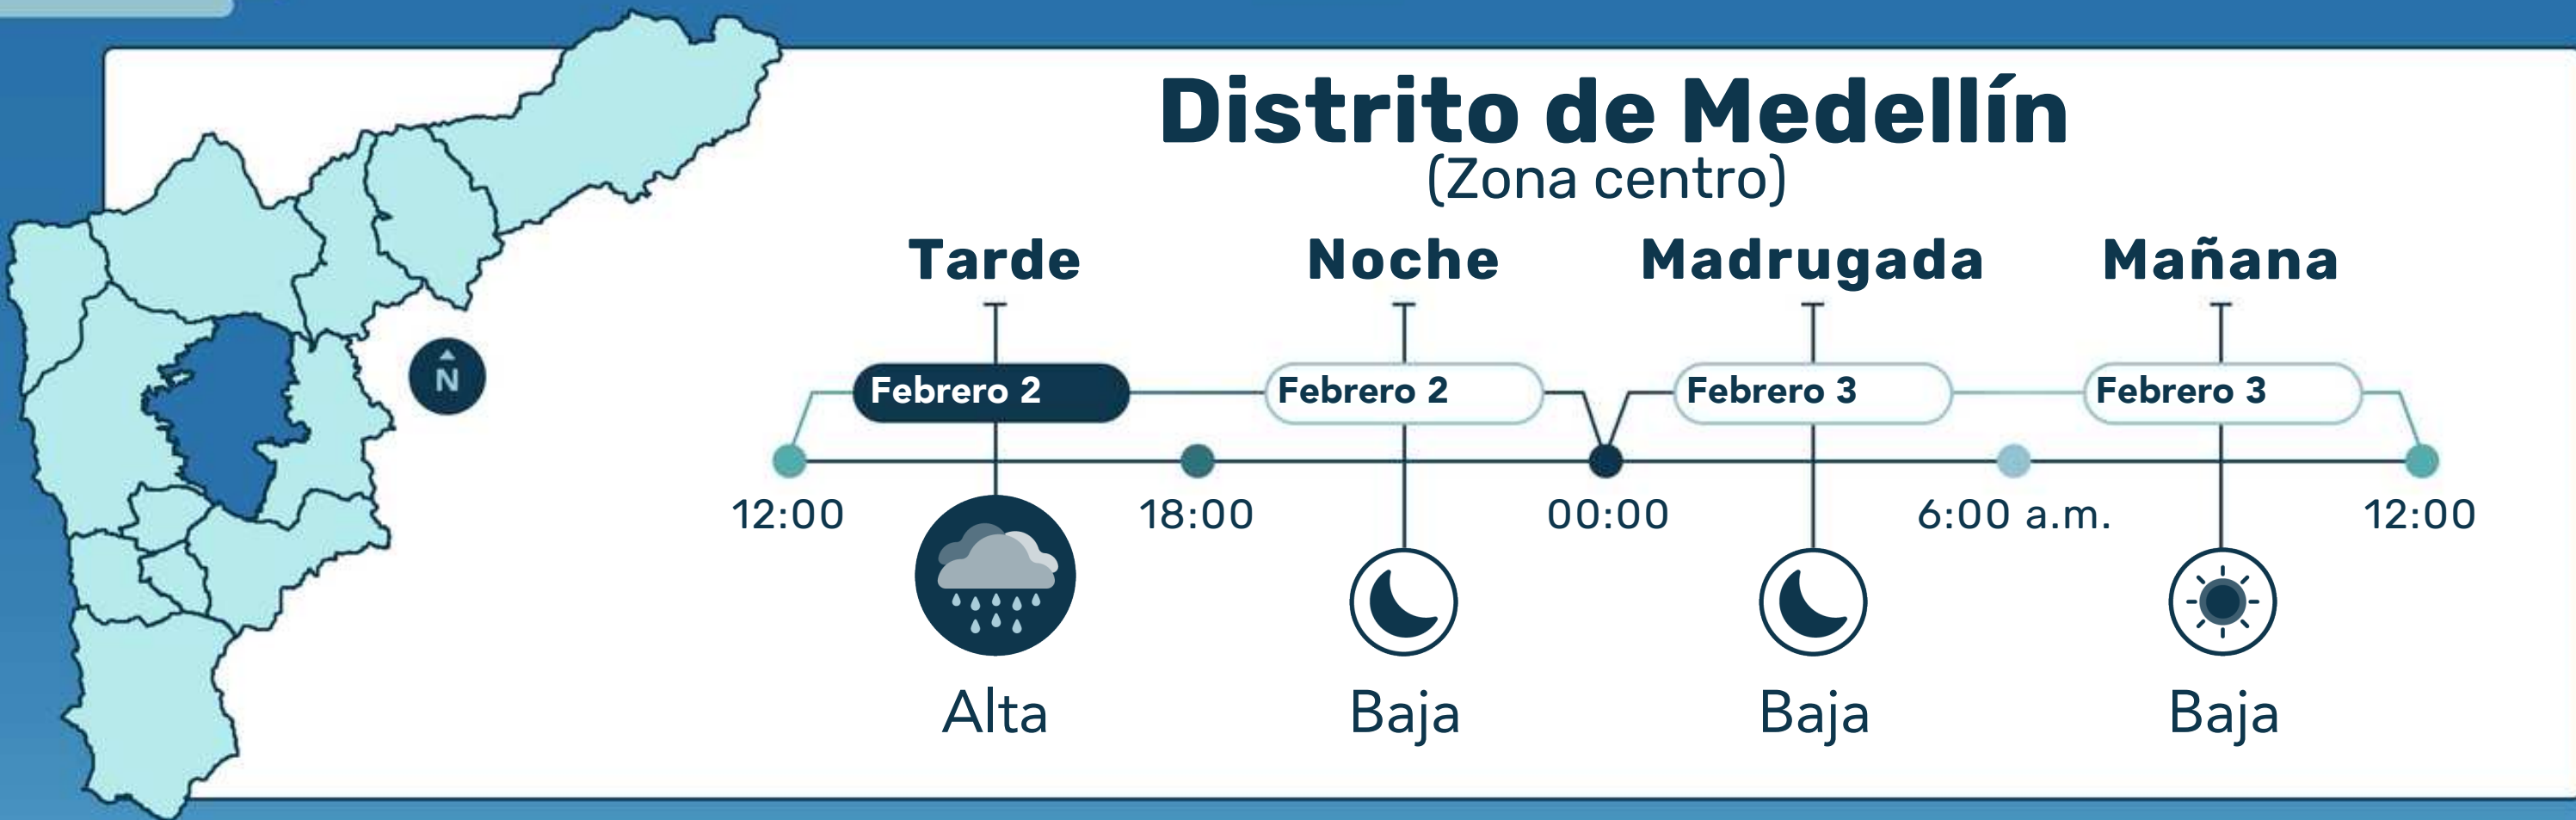 Distrito de Medellín
(Zona centro)
Tarde Noche Madrugada Mañana
Febrero 2 Febrero 2 Febrero 3 Febrero 3
N
12:00 18:00 00:00 6:00 a.m. 12:00
Alta Baja Baja Baja